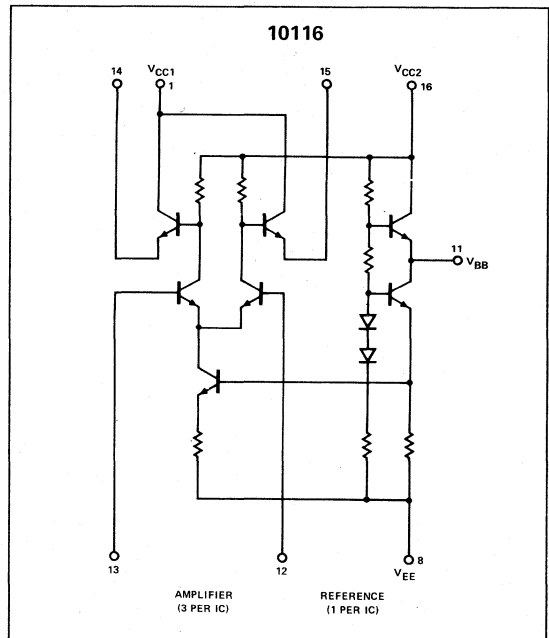 10116
14
VCC1
1
15
VCC2
16
11
VBB
13
12
8
VEE
AMPLIFIER
(3 PER IC)
REFERENCE
(1 PER IC)